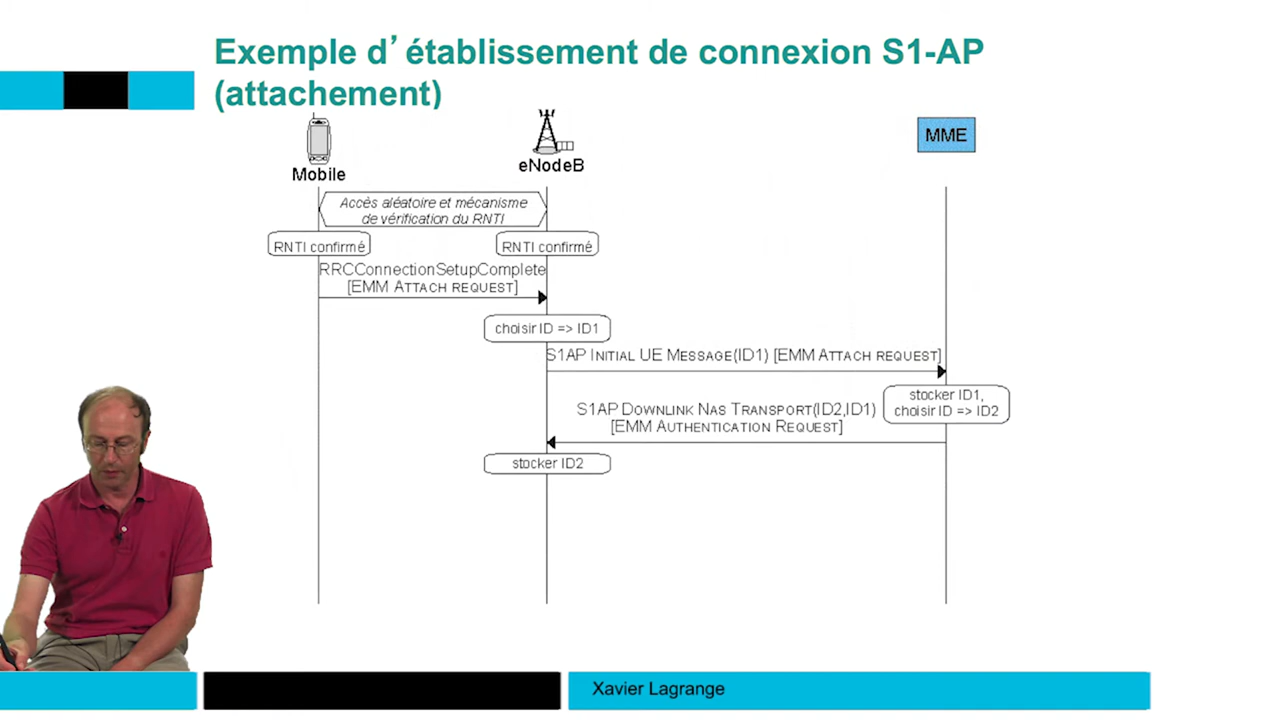 Exemple d’établissement de connexion S1-AP
(attachement)
Mobile
eNodeB
MME
Accès aléatoire et mécanisme
de vérification du RNTI
RNTI confirmé
RNTI confirmé
RRCConnectionSetupComplete
[EMM ATTACH REQUEST]
choisir ID => ID1
S1AP INITIAL UE MESSAGE(ID1) [EMM ATTACH REQUEST]
stocker ID1,
choisir ID => ID2
S1AP DOWNLINK NAS TRANSPORT(ID2,ID1)
[EMM AUTHENTICATION REQUEST]
stocker ID2
Xavier Lagrange